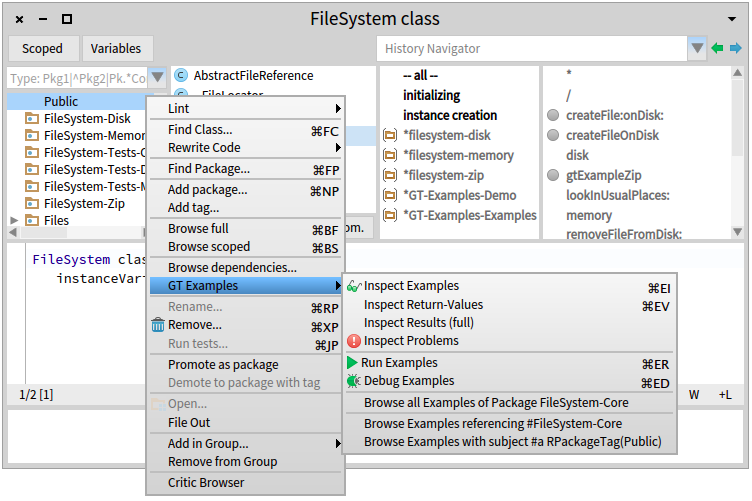 FileSystem class
Scoped
Variables
History Navigator
Type: Pkg1|^Pkg2|Pk.*Co
Public
FileSystem-Disk
FileSystem-Memor
FileSystem-Tests-C
FileSystem-Tests-D
FileSystem-Tests-M
FileSystem-Zip
Files
AbstractFileReference
FileLocator
-- all --
initializing
instance creation
*filesystem-disk
*filesystem-memory
*filesystem-zip
*GT-Examples-Demo
*GT-Examples-Examples
*
/
createFile:onDisk:
createFileOnDisk
disk
gtExampleZip
lookInUsualPlaces:
memory
removeFileFromDisk:
om.
FileSystem clas
instanceVari
1/2 [1]
W
+L
Lint
Find Class... ⌘FC
Rewrite Code
Find Package... ⌘FP
Add package... ⌘NP
Add tag...
Browse full ⌘BF
Browse scoped ⌘BS
Browse dependencies...
GT Examples
Rename... ⌘RP
Remove... ⌘XP
Run tests... ⌘JP
Promote as package
Demote to package with tag
Open...
File Out
Add in Group...
Remove from Group
Critic Browser
Inspect Examples ⌘EI
Inspect Return-Values ⌘EV
Inspect Results (full)
Inspect Problems
Run Examples ⌘ER
Debug Examples ⌘ED
Browse all Examples of Package FileSystem-Core
Browse Examples referencing #FileSystem-Core
Browse Examples with subject #a RPackageTag(Public)